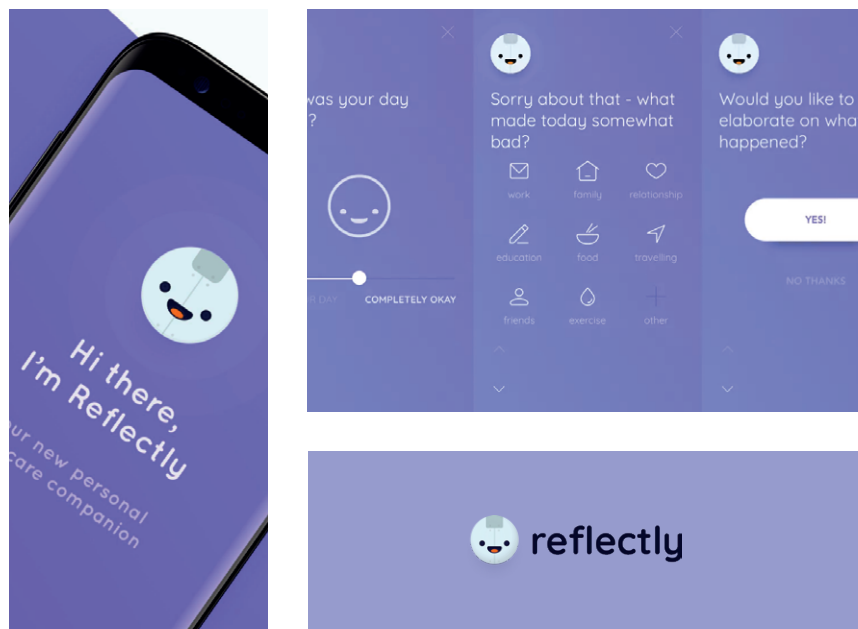 Hi there,
I'm Reflectly
ur new personal
care companion
was your day
?
R DAY
COMPLETELY OKAY
Sorry about that - what
made today somewhat
bad?
work
family
relationship
education
food
travelling
friends
exercise
other
Would you like to
elaborate on wha
happened?
YES!
NO THANKS
reflectly